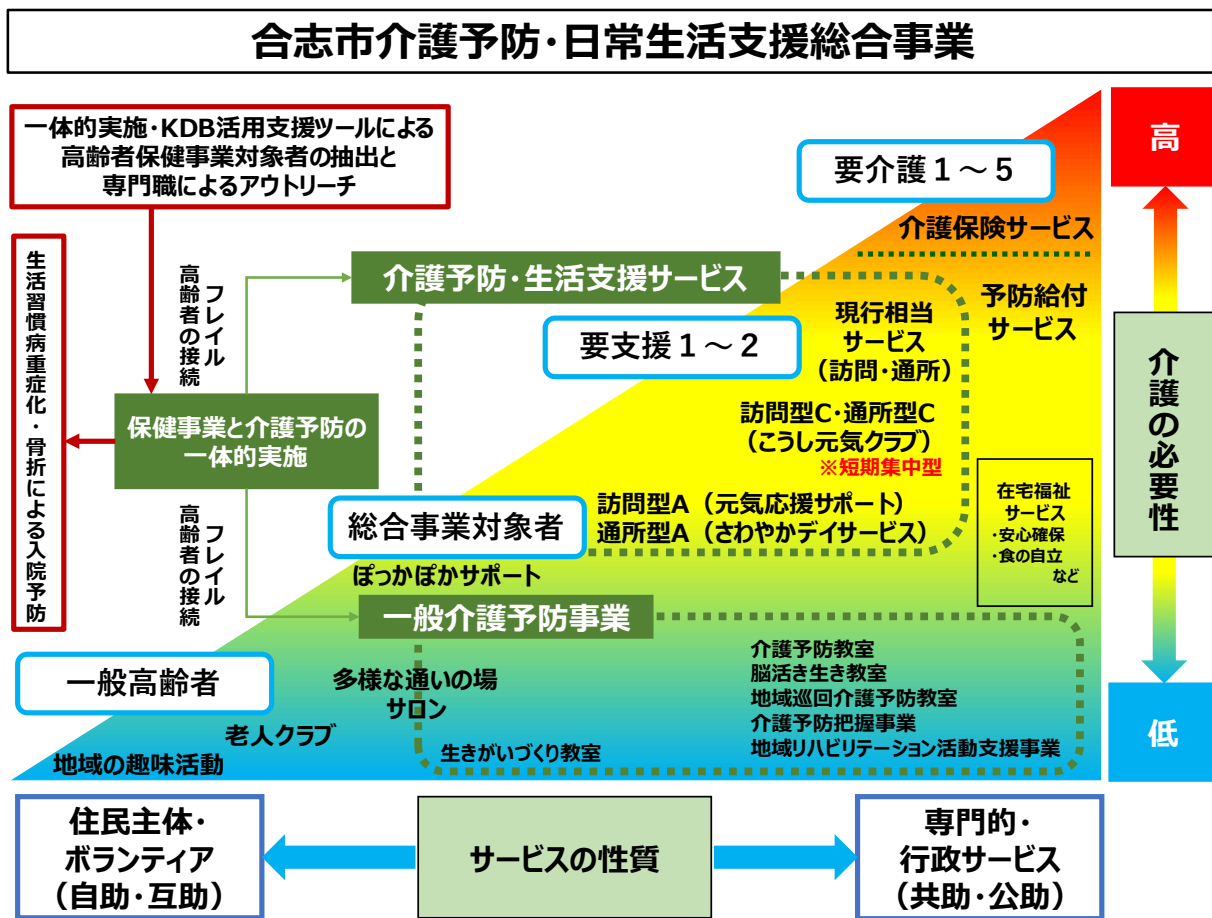 合志市介護予防・日常生活支援総合事業
一体的実施・KDB活用支援ツールによる
高齢者保健事業対象者の抽出と
専門職によるアウトリーチ
生活習慣病重症化・骨折による入院予防
フレイル
高齢者の接続
保健事業と介護予防の
一体的実施
フレイル
高齢者の接続
高
要介護1～5
介護保険サービス
介護予防・生活支援サービス
予防給付
サービス
要支援1～2
現行相当
サービス
（訪問・通所）
訪問型C・通所型C
（こうし元気クラブ）
※短期集中型
総合事業対象者
訪問型A（元気応援サポート）
通所型A（さわやかデイサービス）
在宅福祉
サービス
・安心確保
・食の自立
など
介護の必要性
ぽっかぽかサポート
一般介護予防事業
一般高齢者
多様な通いの場
サロン
老人クラブ
地域の趣味活動
生きがいづくり教室
介護予防教室
脳活き生き教室
地域巡回介護予防教室
介護予防把握事業
地域リハビリテーション活動支援事業
低
住民主体・
ボランティア
（自助・互助）
サービスの性質
専門的・
行政サービス
（共助・公助）